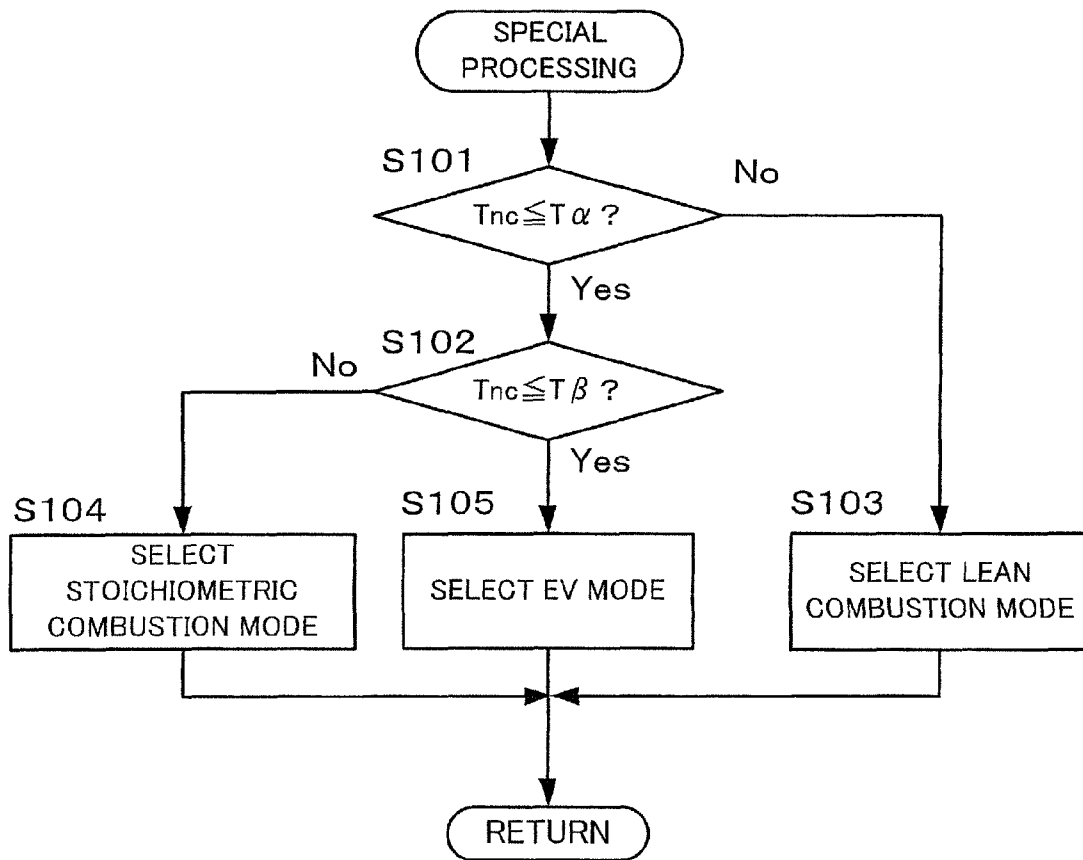 SPECIAL
PROCESSING
S101
Tnc≦Tα?
No
Yes
S102
Tnc≦Tβ?
No
Yes
S104
SELECT
STOICHIOMETRIC
COMBUSTION MODE
S105
SELECT EV MODE
S103
SELECT LEAN
COMBUSTION MODE
RETURN